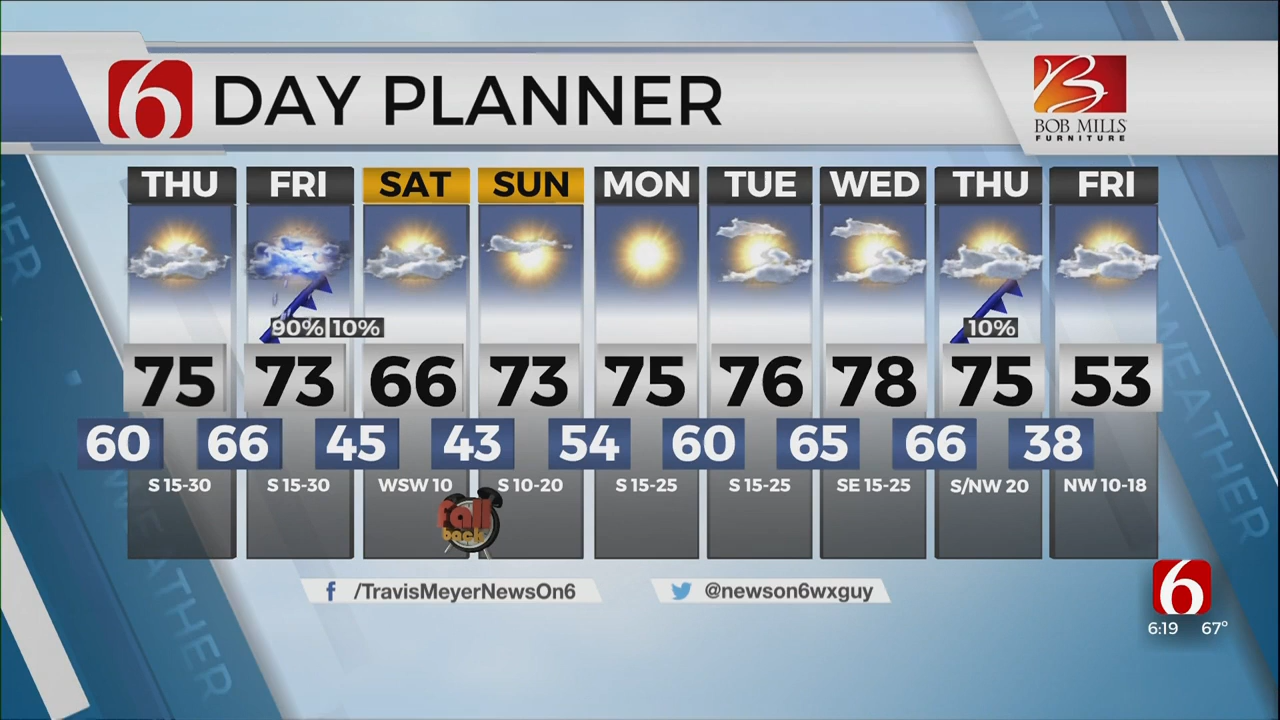 6 DAY PLANNER
BOB MILLS
FURNITURE
THU FRI SAT SUN MON TUE WED THU FRI
90% 10% 10%
75 73 66 73 75 76 78 75 53
60 66 45 43 54 60 65 66 38
S 15-30 S 15-30 WSW 10 S 10-20 S 15-25 S 15-25 SE 15-25 S/NW 20 NW 10-18
fall
back
f /TravisMeyerNewsOn6 @newson6wxguy
6
6:19 67°
WEATHER
WEATHER